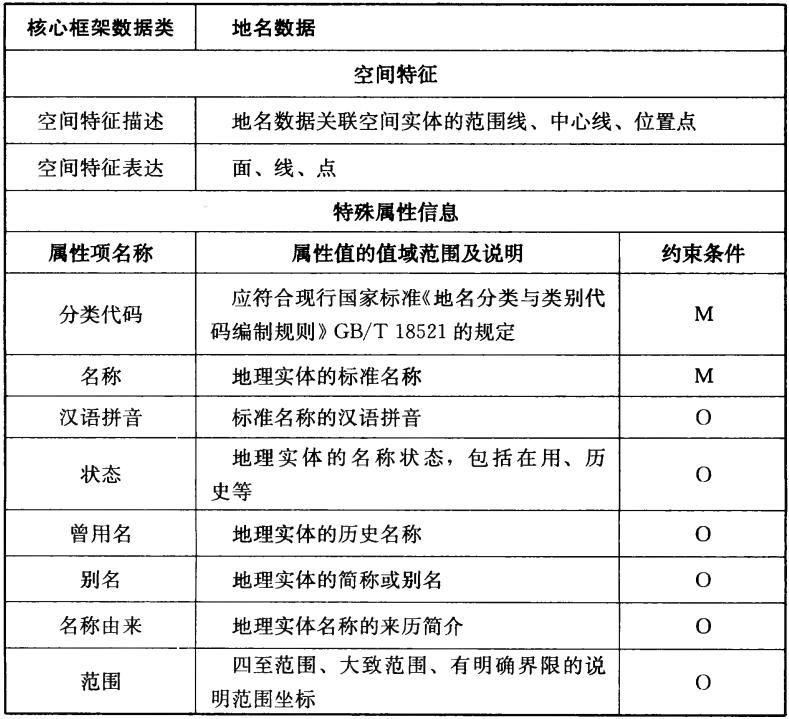 核心框架数据类 地名数据
空间特征
空间特征描述 地名数据关联空间实体的范围线、中心线、位置点
空间特征表达 面、线、点
特殊属性信息
属性项名称 属性值的值域范围及说明 约束条件
分类代码 应符合现行国家标准《地名分类与类别代
码编制规则》GB/T 18521 的规定 M
名称 地理实体的标准名称 M
汉语拼音 标准名称的汉语拼音 O
状态 地理实体的名称状态，包括在用、历
史等 O
曾用名 地理实体的历史名称 O
别名 地理实体的简称或别名 O
名称由来 地理实体名称的来历简介 O
范围 四至范围、大致范围、有明确界限的说
明范围坐标 O